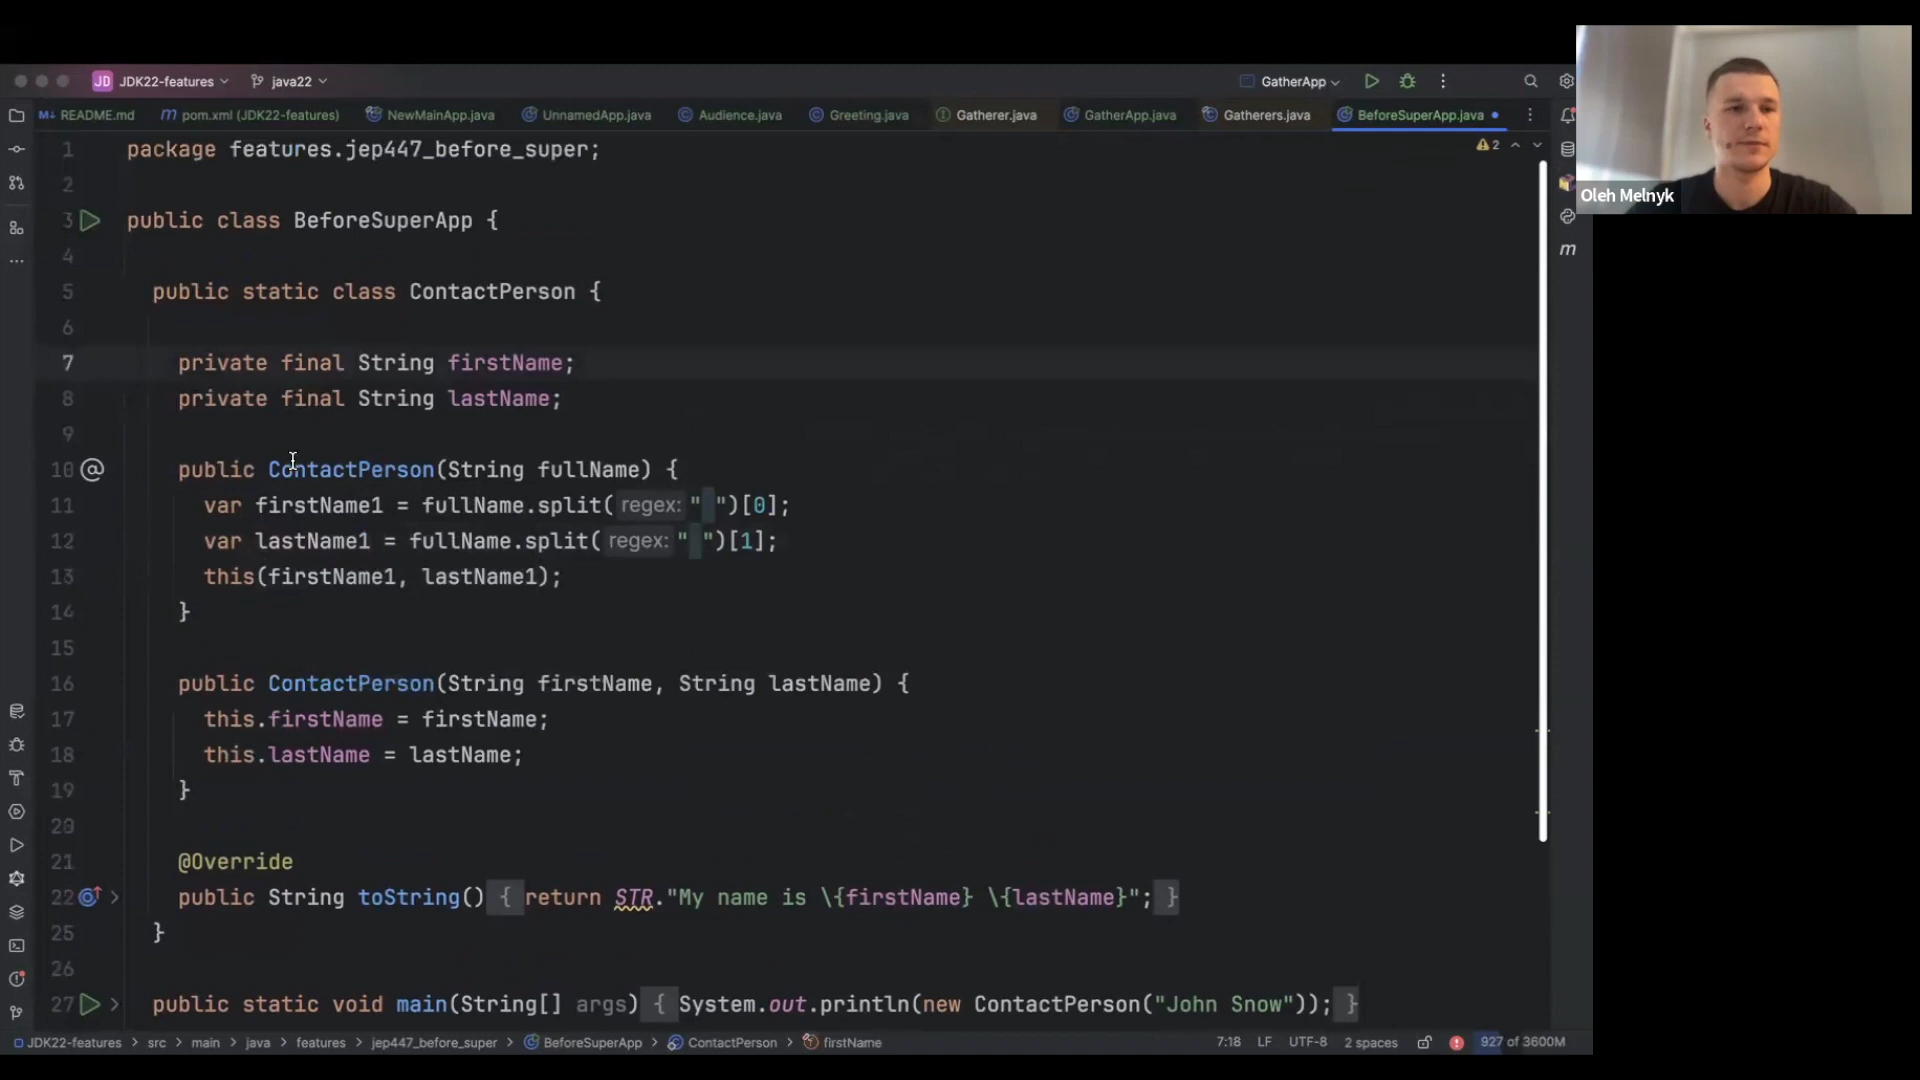 JD JDK22-features java22 GatherApp
README.md pom.xml (JDK22-features) NewMainApp.java UnnamedApp.java Audience.java Greeting.java Gatherer.java GatherApp.java Gatherers.java BeforeSuperApp.java
1 package features.jep447_before_super; 2
2
3 public class BeforeSuperApp {
4
5 public static class ContactPerson {
6
7 private final String firstName;
8 private final String lastName;
9
10 @ public ContactPerson(String fullName) {
11 var firstName1 = fullName.split( regex: " ")[0];
12 var lastName1 = fullName.split( regex: " ")[1];
13 this(firstName1, lastName1);
14 }
15
16 public ContactPerson(String firstName, String lastName) {
17 this.firstName = firstName;
18 this.lastName = lastName;
19 }
20
21 @Override
22 public String toString() { return STR."My name is \{firstName} \{lastName}"; }
25 }
26
27 public static void main(String[] args) { System.out.println(new ContactPerson("John Snow")); }
JDK22-features > src > main > java > features > jep447_before_super > BeforeSuperApp > ContactPerson > firstName 7:18 LF UTF-8 2 spaces 927 of 3600M
Oleh Melnyk
m